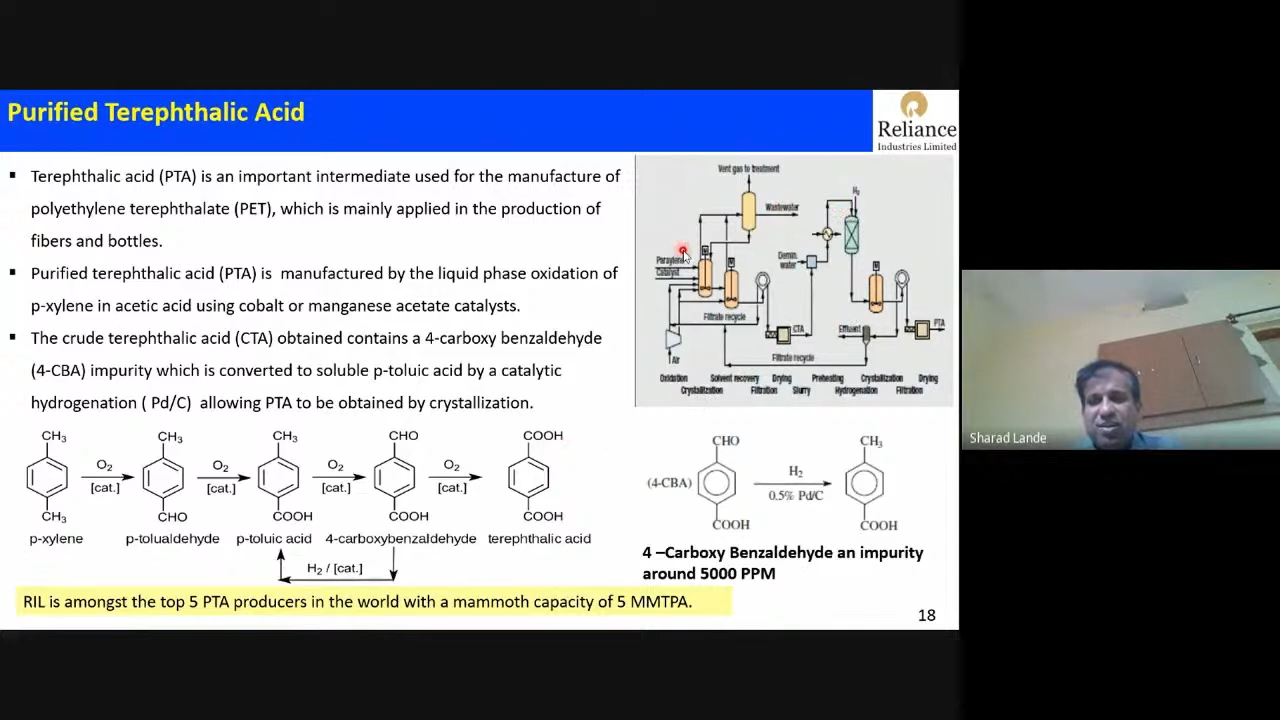 Purified Terephthalic Acid
Reliance
Industries Limited
▪ Terephthalic acid (PTA) is an important intermediate used for the manufacture of
polyethylene terephthalate (PET), which is mainly applied in the production of
fibers and bottles.
▪ Purified terephthalic acid (PTA) is manufactured by the liquid phase oxidation of
p-xylene in acetic acid using cobalt or manganese acetate catalysts.
▪ The crude terephthalic acid (CTA) obtained contains a 4-carboxy benzaldehyde
(4-CBA) impurity which is converted to soluble p-toluic acid by a catalytic
hydrogenation ( Pd/C) allowing PTA to be obtained by crystallization.
Vent gas to treatment
H₂
Wastewater
Paraxylene
Catalyst
Demin.
water
Filtrate recycle
CTA
Effluent
PTA
Air
Filtrate recycle
Oxidation Solvent recovery Drying Preheating Crystallization Drying
Crystallization Filtration Slurry Hydrogenation Filtration
CH₃ CH₃ CH₃ CHO COOH
O₂ O₂ O₂ O₂
[cat.] [cat.] [cat.] [cat.]
CH₃ CHO COOH COOH COOH
p-xylene p-tolualdehyde p-toluic acid 4-carboxybenzaldehyde terephthalic acid
H₂ / [cat.]
CHO CH₃
(4-CBA) H₂
0.5% Pd/C
COOH COOH
4 –Carboxy Benzaldehyde an impurity
around 5000 PPM
RIL is amongst the top 5 PTA producers in the world with a mammoth capacity of 5 MMTPA.
18
Sharad Lande